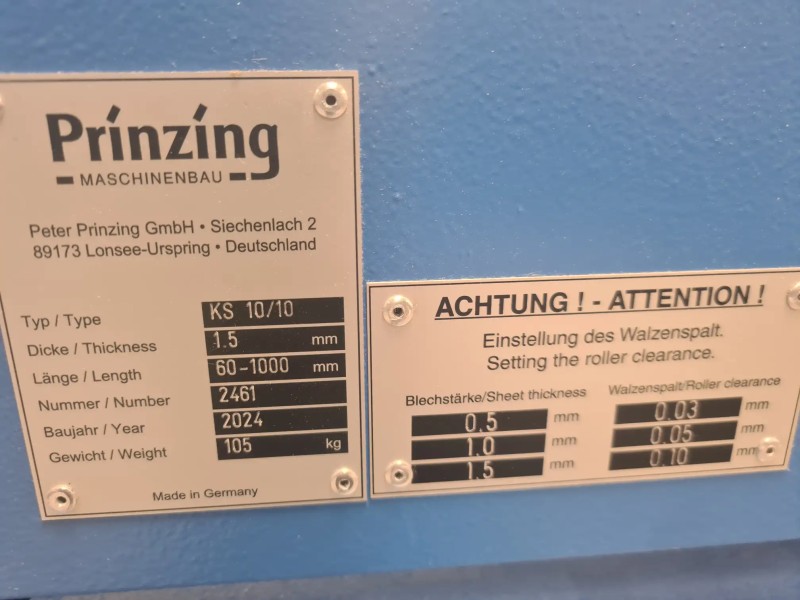 Prinzing
MASCHINENBAU
Peter Prinzing GmbH • Siechenlach 2
89173 Lonsee-Urspring • Deutschland
Typ / Type KS 10/10
Dicke / Thickness 1.5 mm
Länge / Length 60-1000 mm
Nummer / Number 2461
Baujahr / Year 2024
Gewicht / Weight 105 kg
Made in Germany
ACHTUNG ! - ATTENTION !
Einstellung des Walzenspalt.
Setting the roller clearance.
Blechstärke/Sheet thickness Walzenspalt/Roller clearance
0.5 mm 0.03 mm
1.0 mm 0.05 mm
1.5 mm 0.10 mm